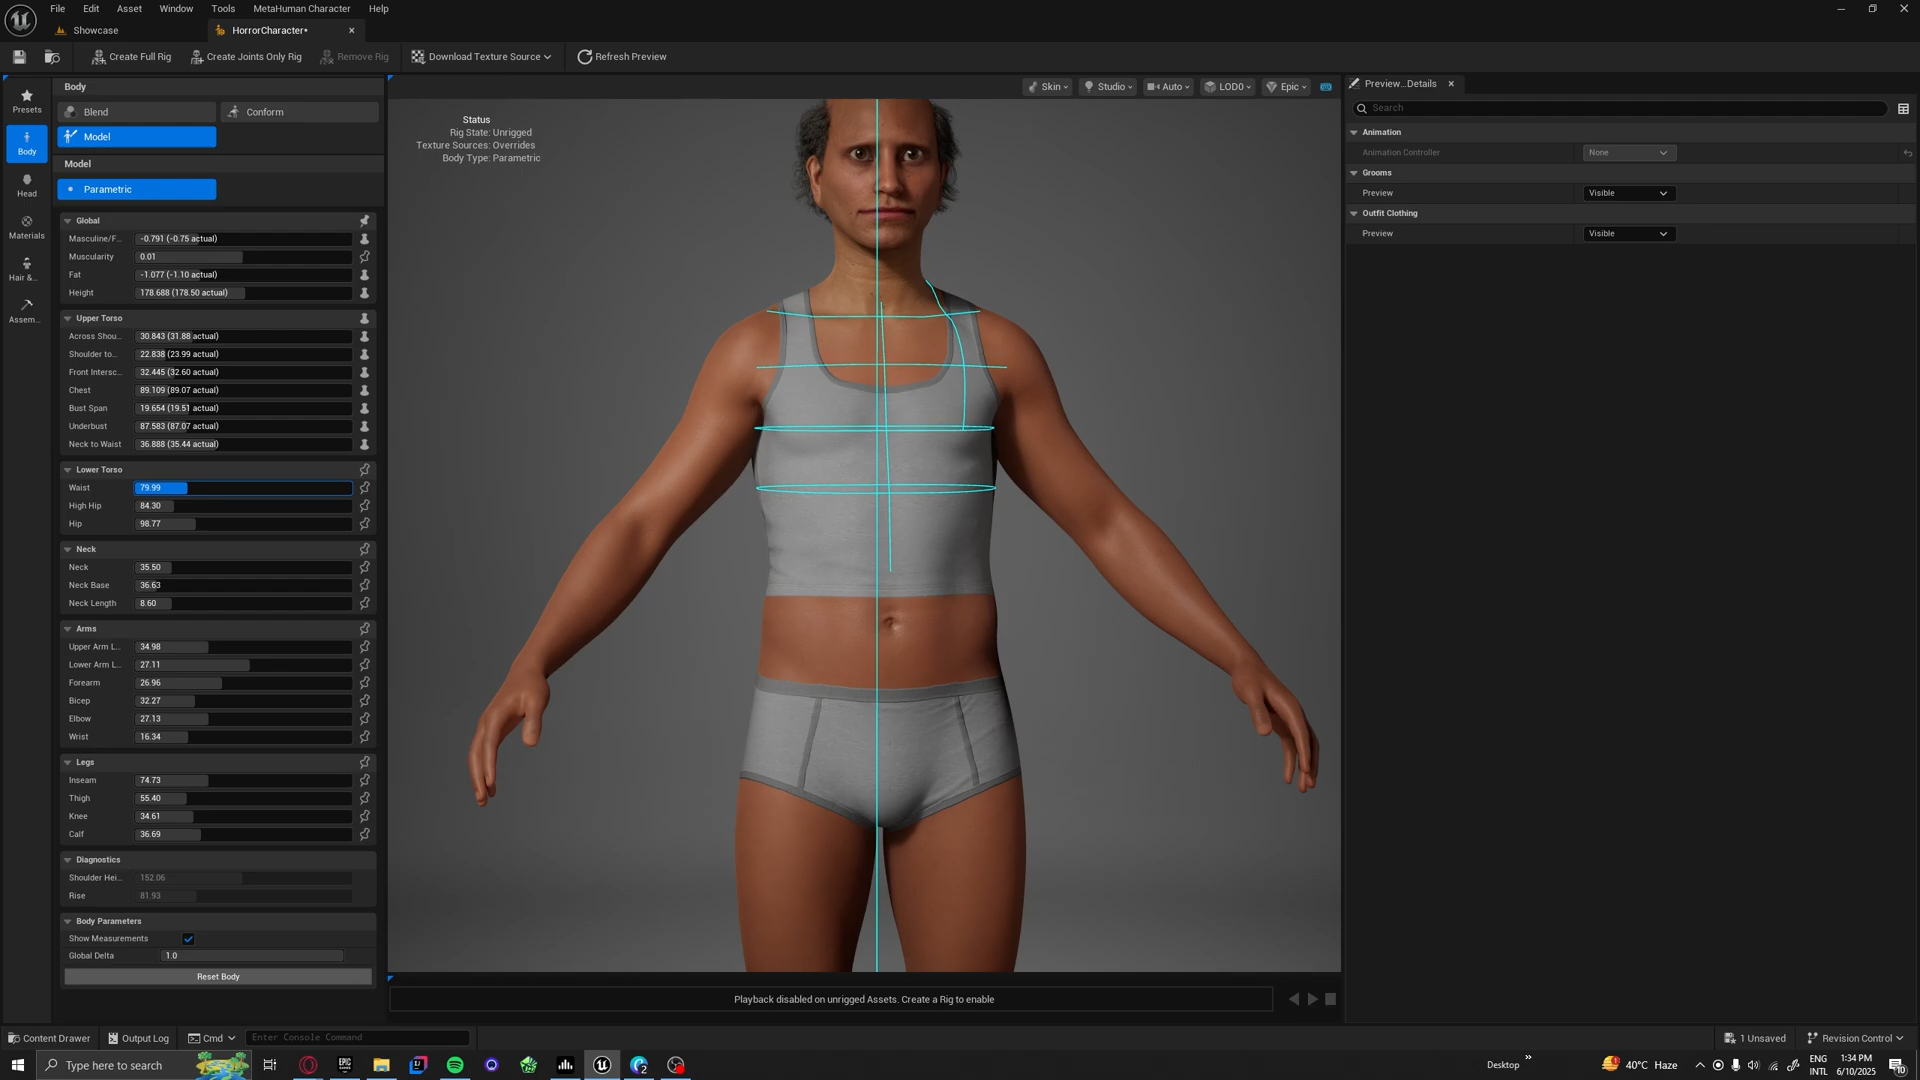 File Edit Asset Window Tools MetaHuman Character Help
Showcase
HorrorCharacter*
Create Full Rig
Create Joints Only Rig
Remove Rig
Download Texture Source
Refresh Preview
Presets
Body
Head
Materials
Hair &...
Assem...
Body
Blend
Conform
Model
Model
Parametric
Global
Masculine/F... -0.791 (-0.75 actual)
Muscularity 0.01
Fat -1.077 (-1.10 actual)
Height 178.688 (178.50 actual)
Upper Torso
Across Shou... 30.843 (31.88 actual)
Shoulder to... 22.838 (23.99 actual)
Front Intersc... 32.445 (32.60 actual)
Chest 89.109 (89.07 actual)
Bust Span 19.654 (19.51 actual)
Underbust 87.583 (87.07 actual)
Neck to Waist 36.888 (35.44 actual)
Lower Torso
Waist 79.99
High Hip 84.30
Hip 98.77
Neck
Neck 35.50
Neck Base 36.63
Neck Length 8.60
Arms
Upper Arm L... 34.98
Lower Arm L... 27.11
Forearm 26.96
Bicep 32.27
Elbow 27.13
Wrist 16.34
Legs
Inseam 74.73
Thigh 55.40
Knee 34.61
Calf 36.69
Diagnostics
Shoulder Hei... 152.06
Rise 81.93
Body Parameters
Show Measurements
Global Delta 1.0
Reset Body
Skin Studio Auto LOD0 Epic
Status
Rig State: Unrigged
Texture Sources: Overrides
Body Type: Parametric
Playback disabled on unrigged Assets. Create a Rig to enable
Preview...Details
Search
Animation
Animation Controller None
Grooms
Preview Visible
Outfit Clothing
Preview Visible
Content Drawer Output Log Cmd Enter Console Command
1 Unsaved Revision Control
Type here to search
EPIC GAMES
2
Desktop
40°C Haze
ENG
INTL
1:34 PM
6/10/2025
10